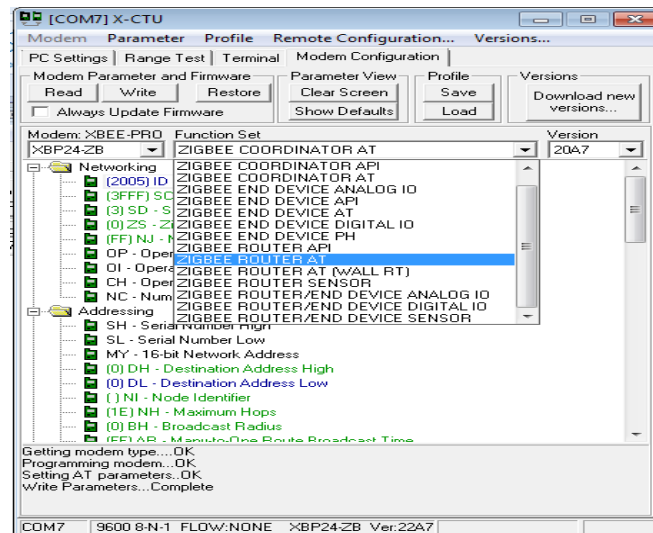 [COM7] X-CTU
Modem Parameter Profile Remote Configuration... Versions...
PC Settings Range Test Terminal Modem Configuration
Modem Parameter and Firmware Parameter View Profile Versions
Read Write Restore Clear Screen Save Download new versions...
Always Update Firmware Show Defaults Load
Modem: XBEE-PRO Function Set Version
XBP24-ZB ZIGBEE COORDINATOR AT 20A7
ZIGBEE COORDINATOR API
ZIGBEE COORDINATOR AT
ZIGBEE END DEVICE ANALOG IO
ZIGBEE END DEVICE API
ZIGBEE END DEVICE AT
ZIGBEE END DEVICE DIGITAL IO
ZIGBEE END DEVICE PH
ZIGBEE ROUTER API
ZIGBEE ROUTER AT
ZIGBEE ROUTER AT (WALL RT)
ZIGBEE ROUTER SENSOR
ZIGBEE ROUTER/END DEVICE ANALOG IO
ZIGBEE ROUTER/END DEVICE DIGITAL IO
ZIGBEE ROUTER/END DEVICE SENSOR
Networking
(2005) ID
(3FFF) SC
(3) SD - S
(0) ZS - Zi
(FF) NJ -
OP - Oper
OI - Opera
CH - Oper
NC - Num
Addressing
SH - Serial Number High
SL - Serial Number Low
MY - 16-bit Network Address
(0) DH - Destination Address High
(0) DL - Destination Address Low
( ) NI - Node Identifier
(1E) NH - Maximum Hops
(0) BH - Broadcast Radius
(FF) AR - Many-to-One Route Broadcast Time
Getting modem type....OK
Programming modem..OK
Setting AT parameters..OK
Write Parameters...Complete
COM7 9600 8-N-1 FLOW:NONE XBP24-ZB Ver:22A7